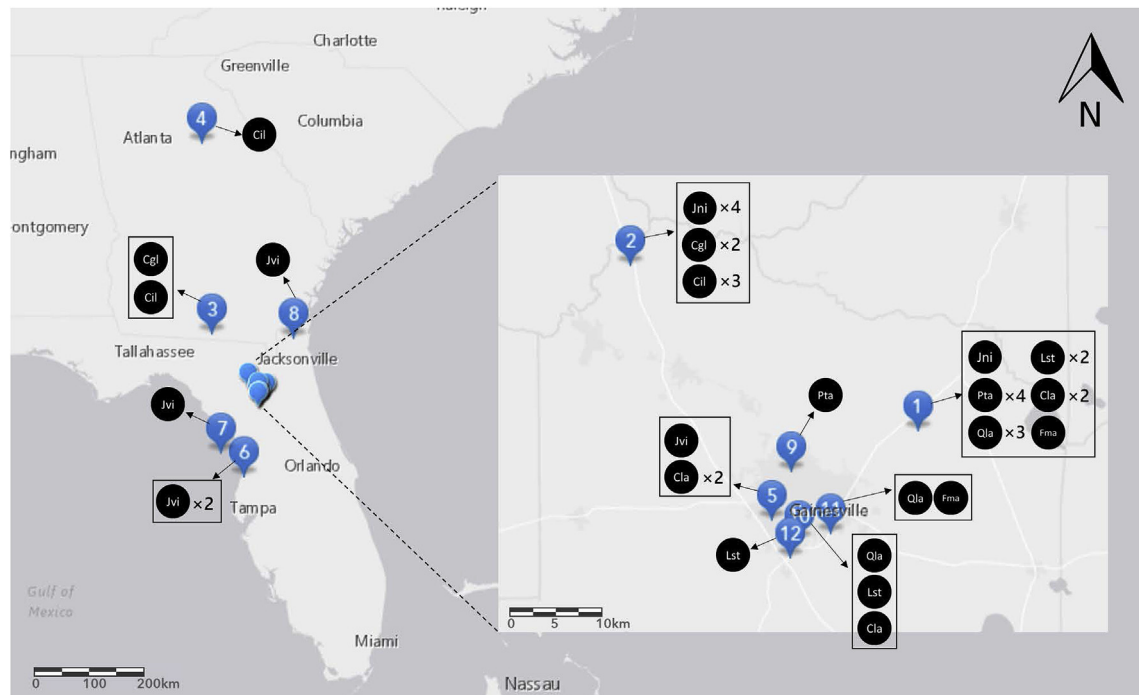 Raleigh
Charlotte
Greenville
4
Cil
Columbia
Atlanta
ngham
N
Jni ×4
2
Cgl ×2
Cil ×3
ontgomery
Cgl
Jvi
Cil
3
8
Tallahassee
Jacksonville
Jni
Lst ×2
Pta ×4
Cla ×2
Qla ×3
Fma
1
Pta
Jvi
7
9
Jvi
Cla ×2
6
Orlando
5
Qla
Fma
10
11
Gainesville
Jvi ×2
Tampa
12
Lst
Qla
Lst
Cla
Gulf of
Mexico
0 5 10km
Miami
0 100 200km
Nassau